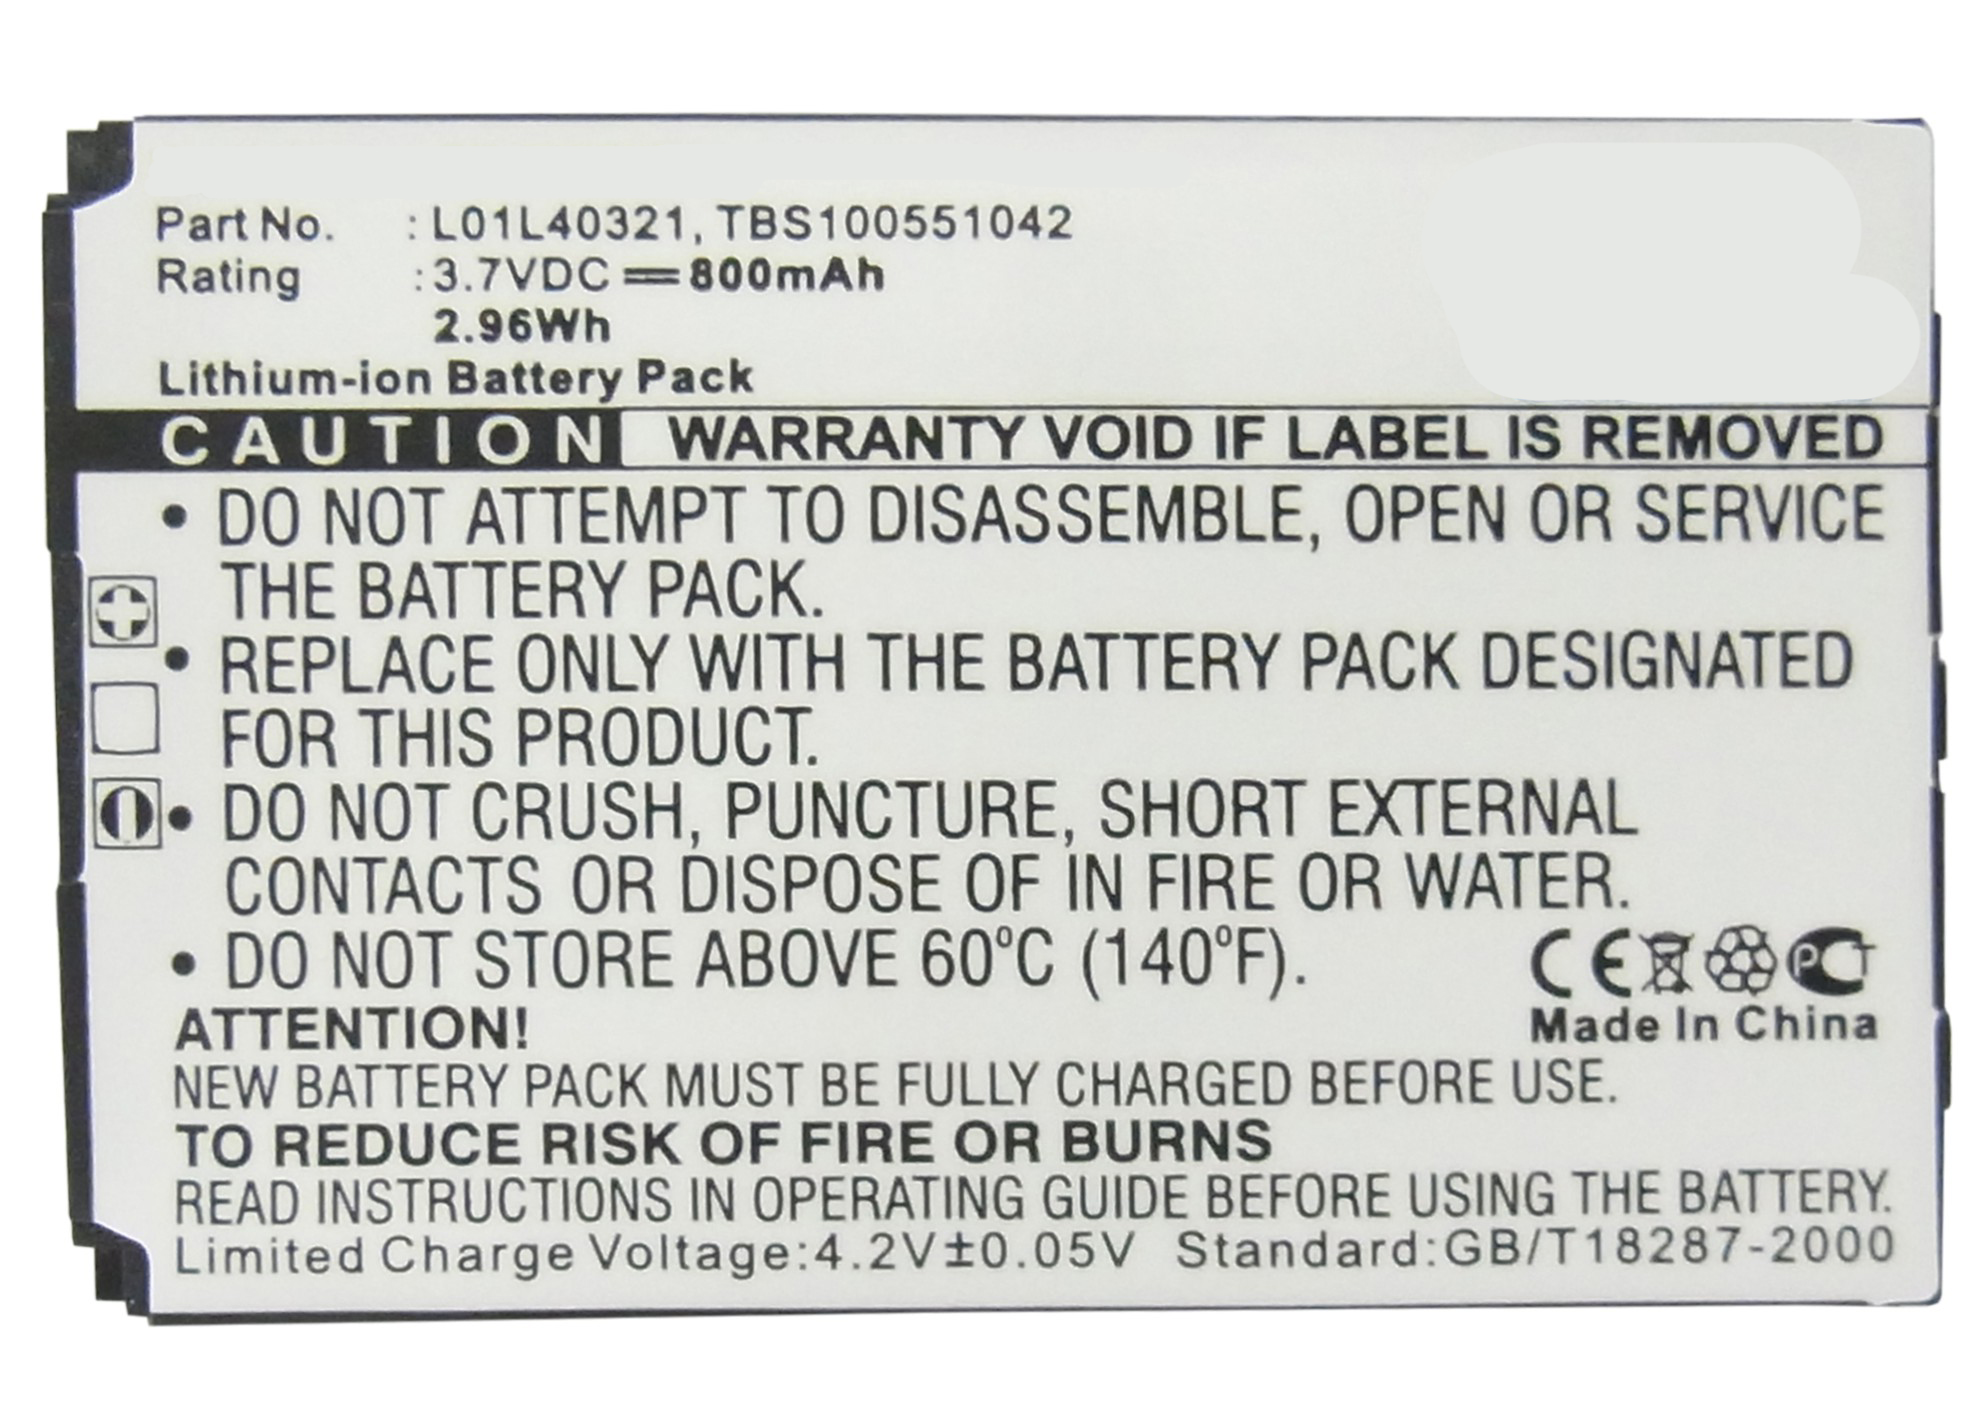 Part No. : L01L40321, TBS100551042
Rating : 3.7VDC ⎓ 800mAh
2.96Wh
Lithium-ion Battery Pack
CAUTION WARRANTY VOID IF LABEL IS REMOVED
• DO NOT ATTEMPT TO DISASSEMBLE, OPEN OR SERVICE
THE BATTERY PACK.
• REPLACE ONLY WITH THE BATTERY PACK DESIGNATED
FOR THIS PRODUCT.
• DO NOT CRUSH, PUNCTURE, SHORT EXTERNAL
CONTACTS OR DISPOSE OF IN FIRE OR WATER.
• DO NOT STORE ABOVE 60°C (140°F).
CE PCT
Made In China
ATTENTION!
NEW BATTERY PACK MUST BE FULLY CHARGED BEFORE USE.
TO REDUCE RISK OF FIRE OR BURNS
READ INSTRUCTIONS IN OPERATING GUIDE BEFORE USING THE BATTERY.
Limited Charge Voltage:4.2V±0.05V Standard:GB/T18287-2000